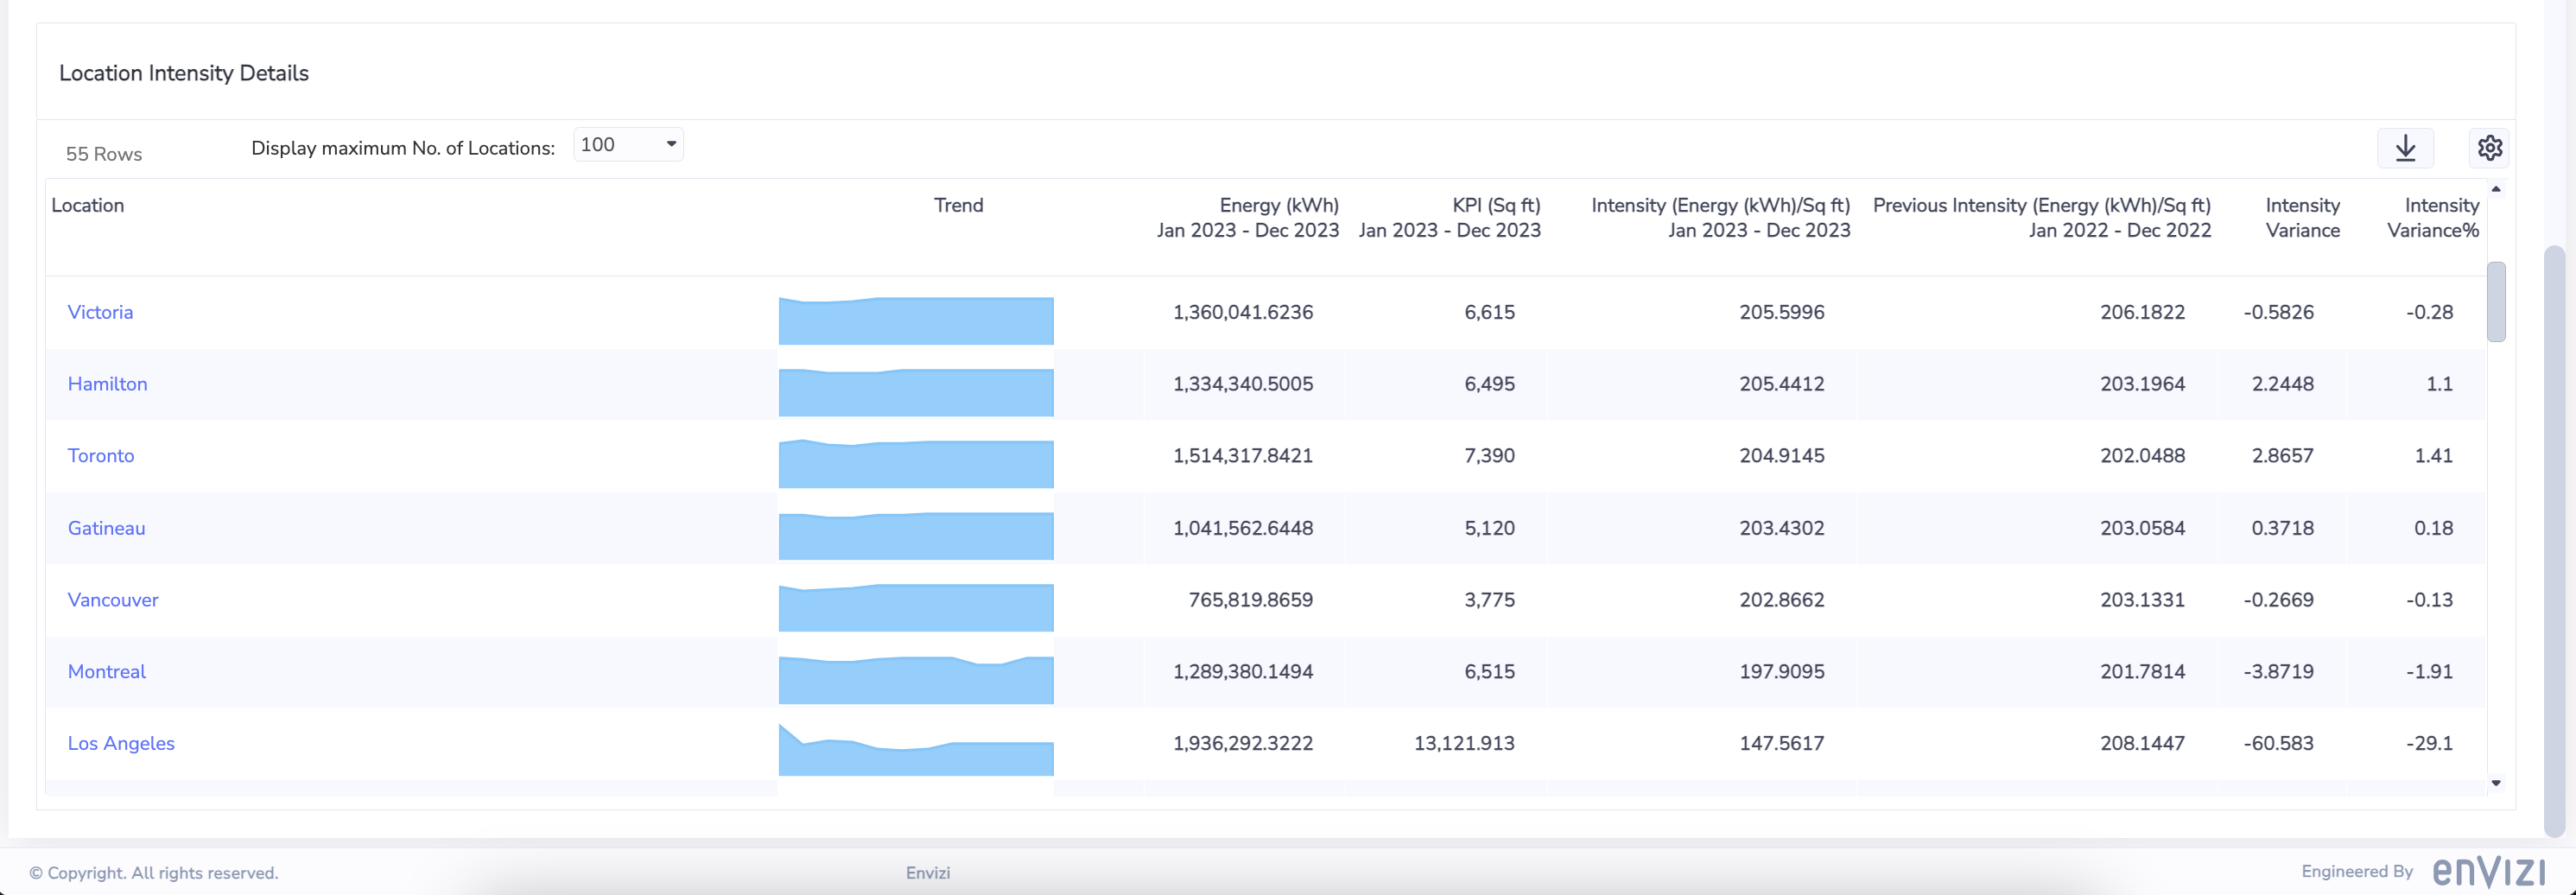 Location Intensity Details
55 Rows
Display maximum No. of Locations: 100
Location Trend Energy (kWh) KPI (Sq ft) Intensity (Energy (kWh)/Sq ft) Previous Intensity (Energy (kWh)/Sq ft) Intensity Intensity
Jan 2023 - Dec 2023 Jan 2023 - Dec 2023 Jan 2023 - Dec 2023 Jan 2022 - Dec 2022 Variance Variance%
Victoria 1,360,041.6236 6,615 205.5996 206.1822 -0.5826 -0.28
Hamilton 1,334,340.5005 6,495 205.4412 203.1964 2.2448 1.1
Toronto 1,514,317.8421 7,390 204.9145 202.0488 2.8657 1.41
Gatineau 1,041,562.6448 5,120 203.4302 203.0584 0.3718 0.18
Vancouver 765,819.8659 3,775 202.8662 203.1331 -0.2669 -0.13
Montreal 1,289,380.1494 6,515 197.9095 201.7814 -3.8719 -1.91
Los Angeles 1,936,292.3222 13,121.913 147.5617 208.1447 -60.583 -29.1
© Copyright. All rights reserved. Envizi Engineered By enVizi